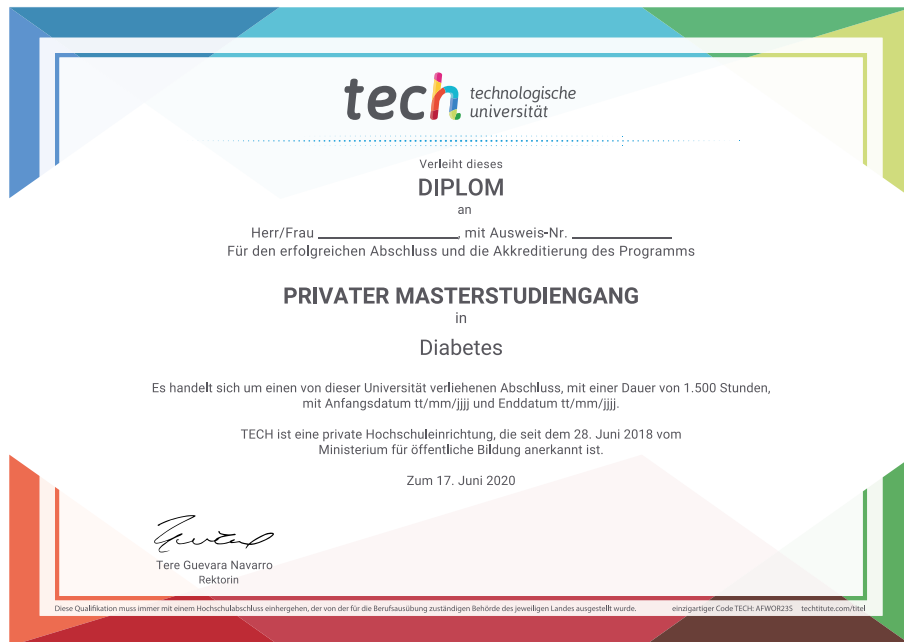 tech technologische
universität
Verleiht dieses
DIPLOM
an
Herr/Frau ____________________, mit Ausweis-Nr. ______________
Für den erfolgreichen Abschluss und die Akkreditierung des Programms
PRIVATER MASTERSTUDIENGANG
in
Diabetes
Es handelt sich um einen von dieser Universität verliehenen Abschluss, mit einer Dauer von 1.500 Stunden,
mit Anfangsdatum tt/mm/jjjj und Enddatum tt/mm/jjjj.
TECH ist eine private Hochschuleinrichtung, die seit dem 28. Juni 2018 vom
Ministerium für öffentliche Bildung anerkannt ist.
Zum 17. Juni 2020
Tere Guevara Navarro
Rektorin
Diese Qualifikation muss immer mit einem Hochschulabschluss einhergehen, der von der für die Berufsausübung zuständigen Behörde des jeweiligen Landes ausgestellt wurde. einzigartiger Code TECH: AFWOR23S techtitute.com/titel